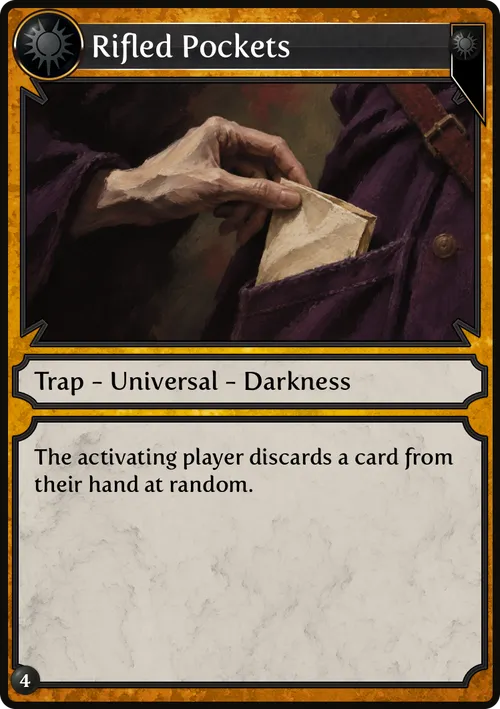 Rifled Pockets
Trap - Universal - Darkness
The activating player discards a card from
their hand at random.
4